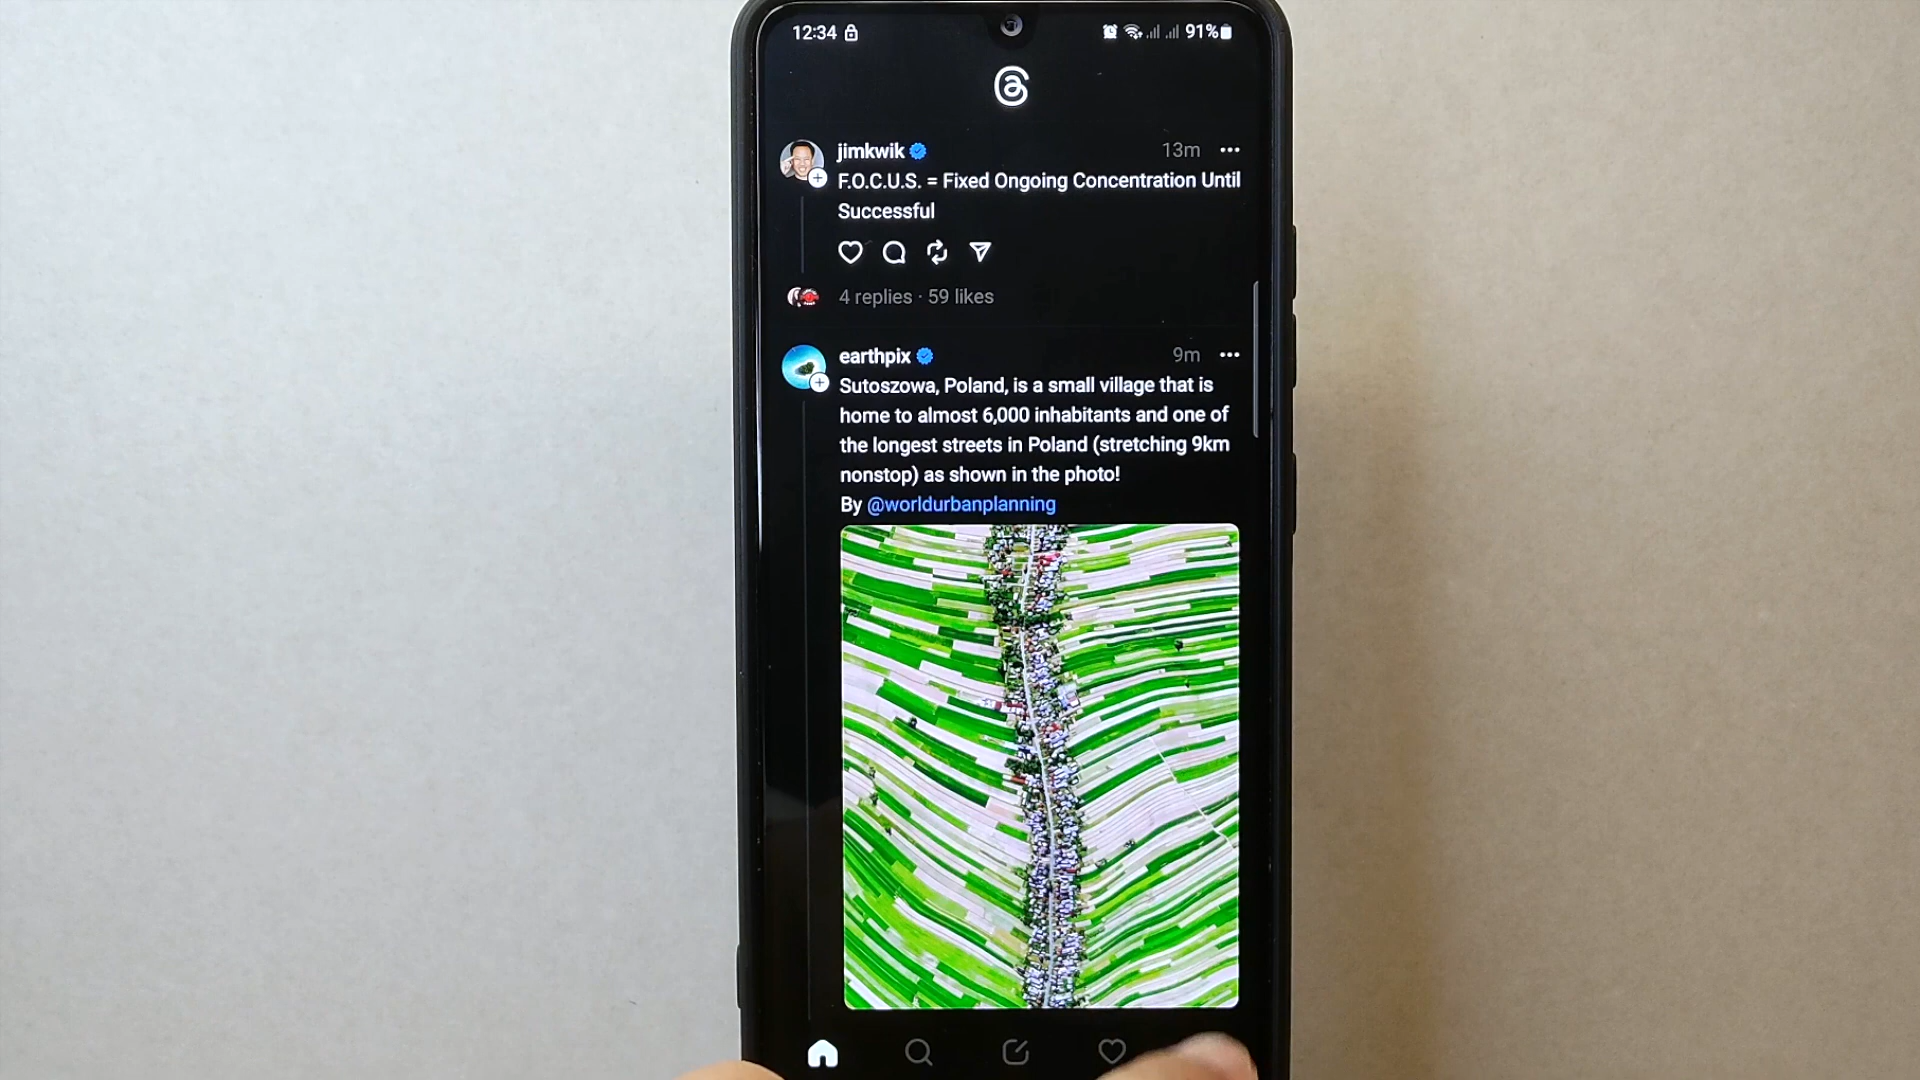 12:34 91%
jimkwik 13m
F.O.C.U.S. = Fixed Ongoing Concentration Until
Successful
4 replies · 59 likes
earthpix 9m
Sutoszowa, Poland, is a small village that is
home to almost 6,000 inhabitants and one of
the longest streets in Poland (stretching 9km
nonstop) as shown in the photo!
By @worldurbanplanning